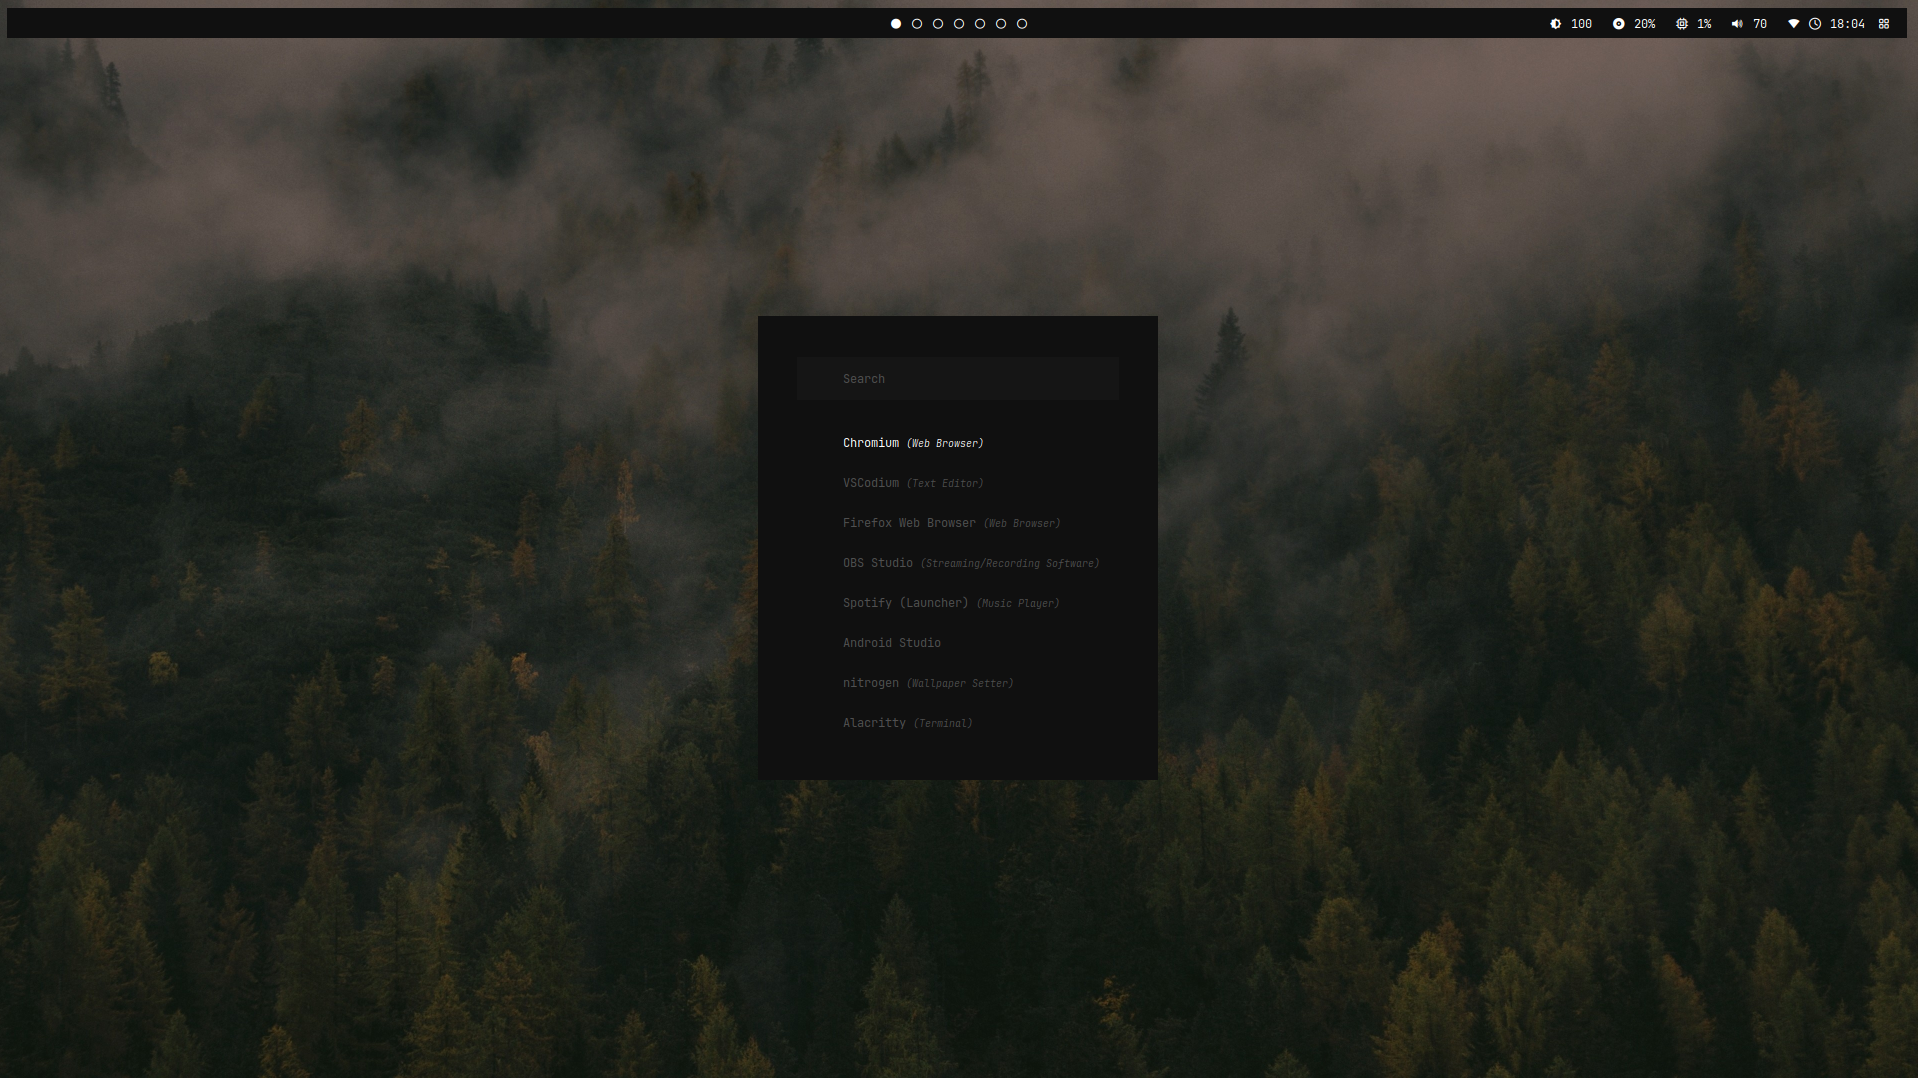 100 20% 1% 70 18:04
Search
Chromium (Web Browser)
VSCodium (Text Editor)
Firefox Web Browser (Web Browser)
OBS Studio (Streaming/Recording Software)
Spotify (Launcher) (Music Player)
Android Studio
nitrogen (Wallpaper Setter)
Alacritty (Terminal)